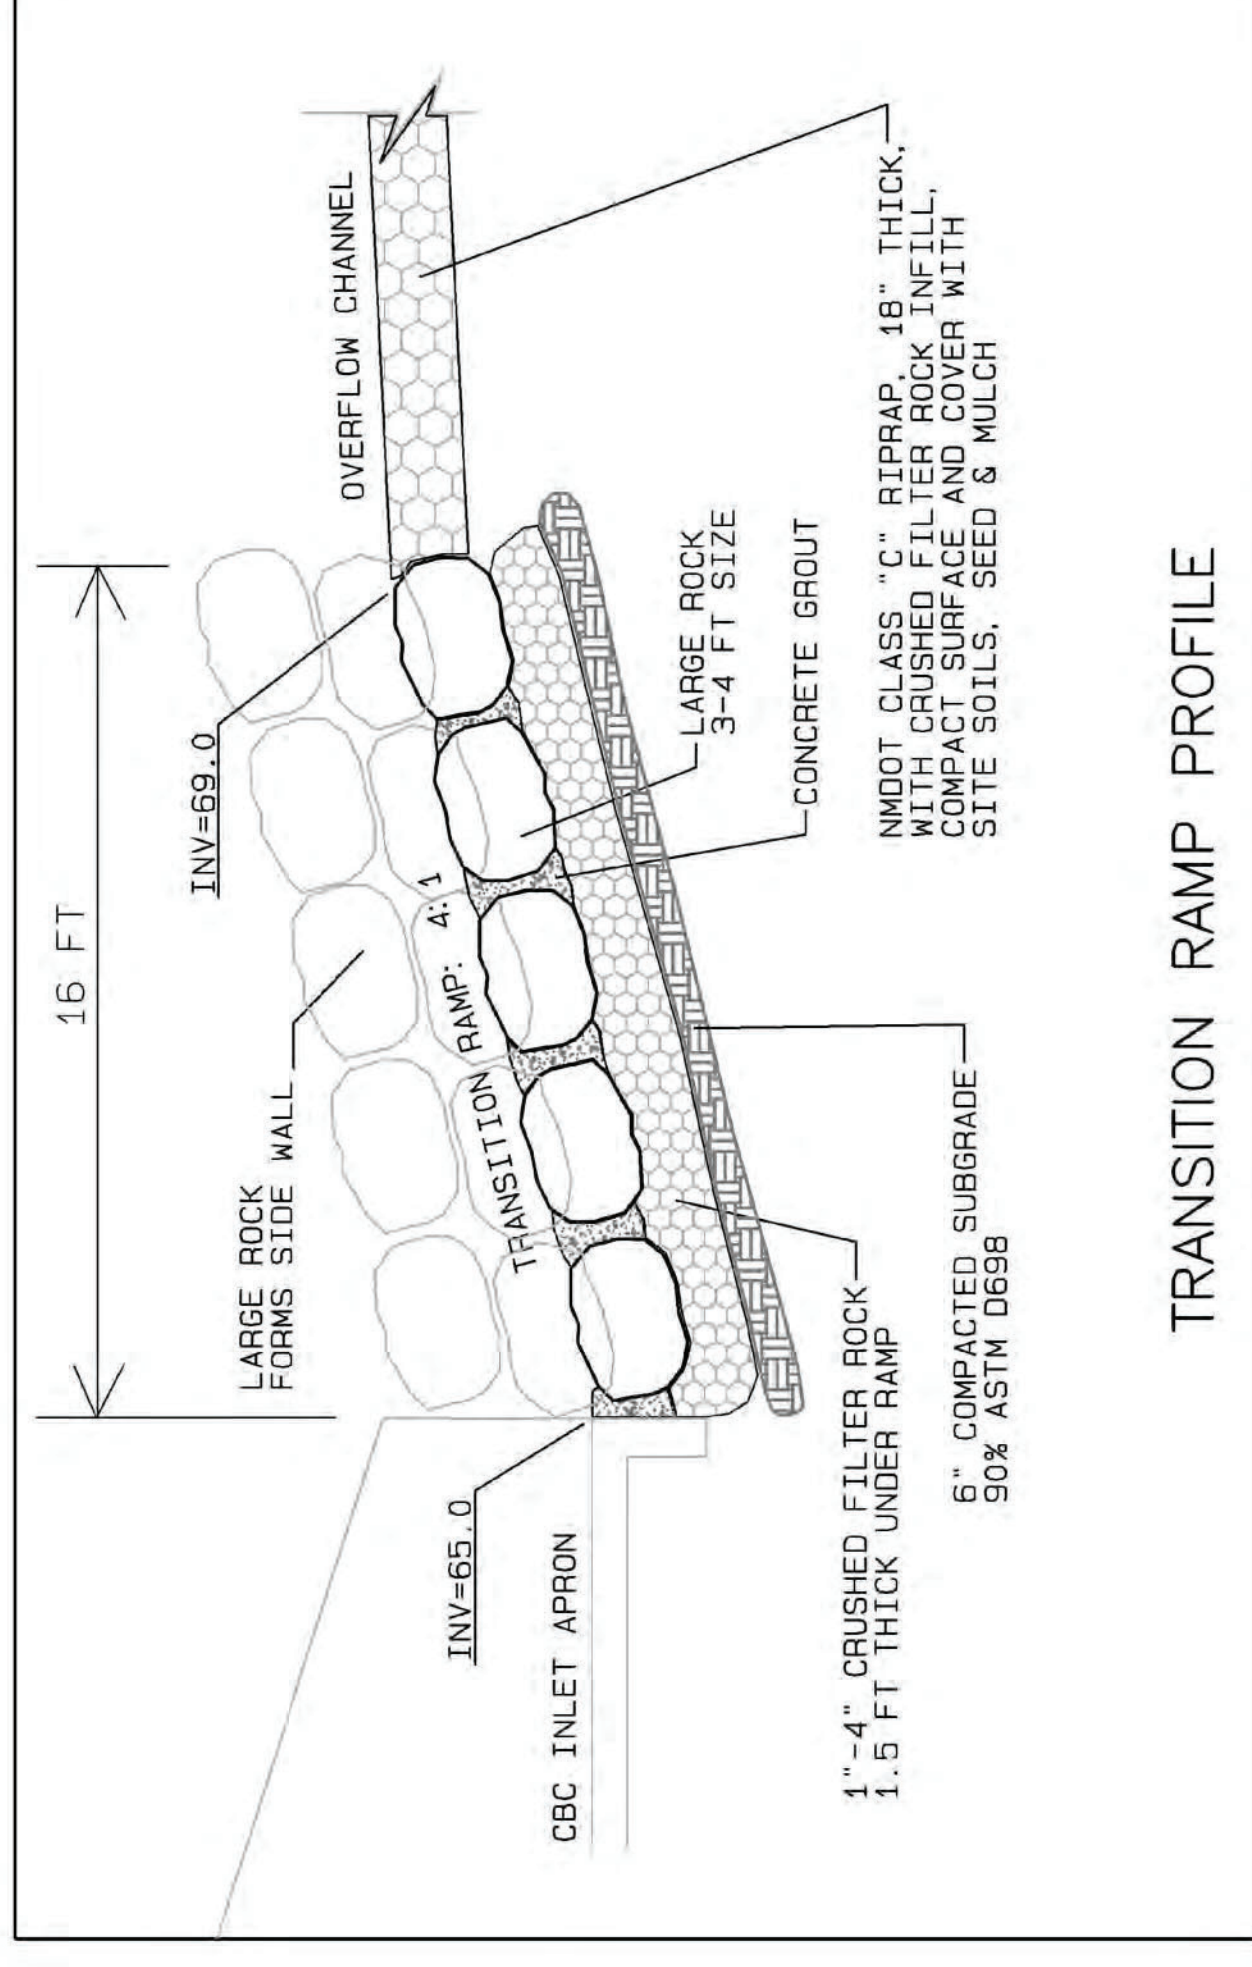 16 FT
INV=69.0
OVERFLOW CHANNEL
LARGE ROCK
FORMS SIDE WALL
TRANSITION RAMP: 4:1
INV=65.0
CBC INLET APRON
LARGE ROCK
3-4 FT SIZE
CONCRETE GROUT
NMDOT CLASS "C" RIPRAP, 18" THICK,
WITH CRUSHED FILTER ROCK INFILL,
COMPACT SURFACE AND COVER WITH
SITE SOILS, SEED & MULCH
1"-4" CRUSHED FILTER ROCK
1.5 FT THICK UNDER RAMP
6" COMPACTED SUBGRADE
90% ASTM D698
TRANSITION RAMP PROFILE